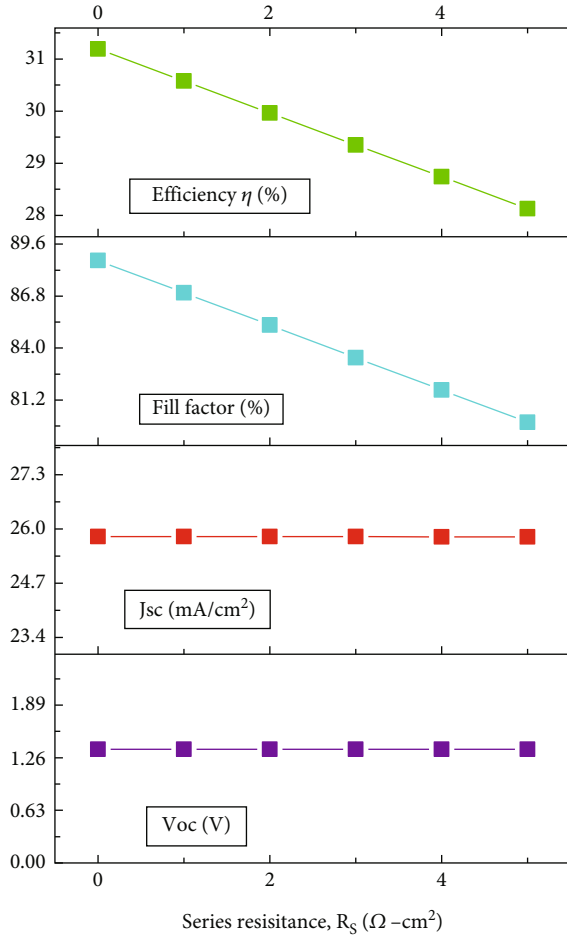 0 2 4
31
30
29
28
Efficiency η (%)
89.6
86.8
84.0
81.2
Fill factor (%)
27.3
26.0
24.7
23.4
Jsc (mA/cm²)
1.89
1.26
0.63
0.00
Voc (V)
0 2 4
Series resisitance, R_S (Ω –cm²)